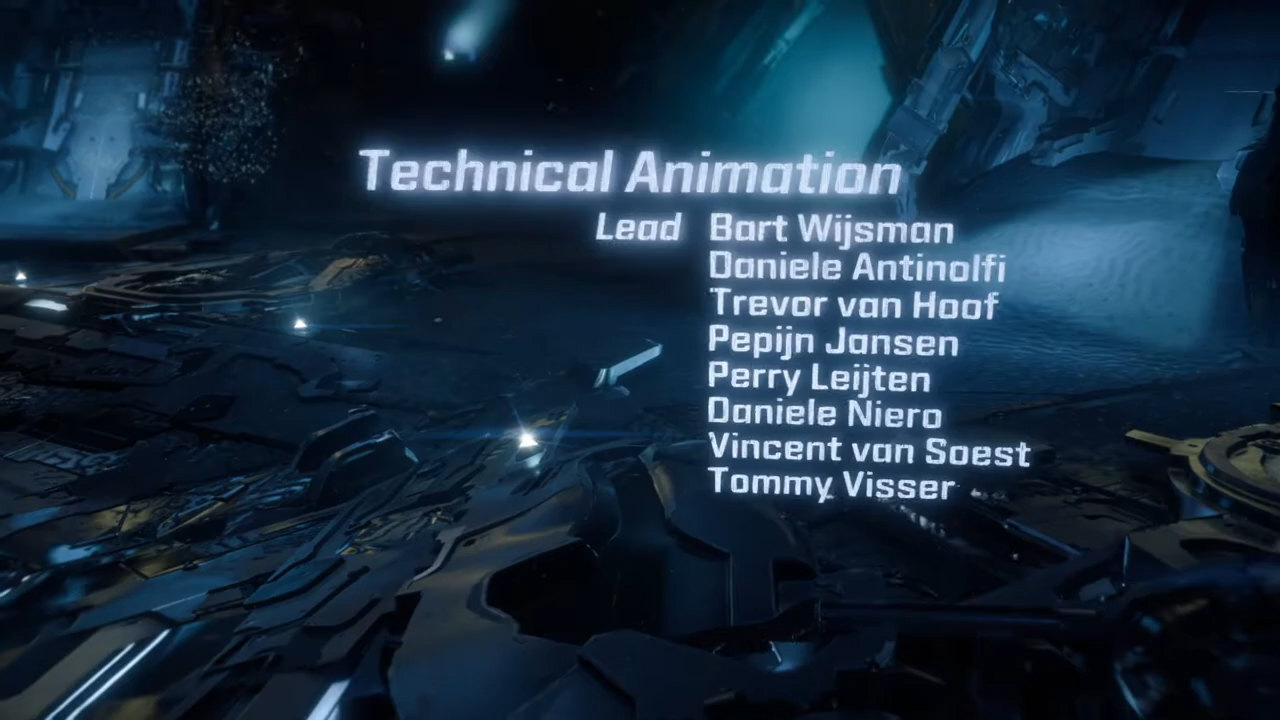 Technical Animation
Lead Bart Wijsman
Daniele Antinolfi
Trevor van Hoof
Pepijn Jansen
Perry Leijten
Daniele Niero
Vincent van Soest
Tommy Visser